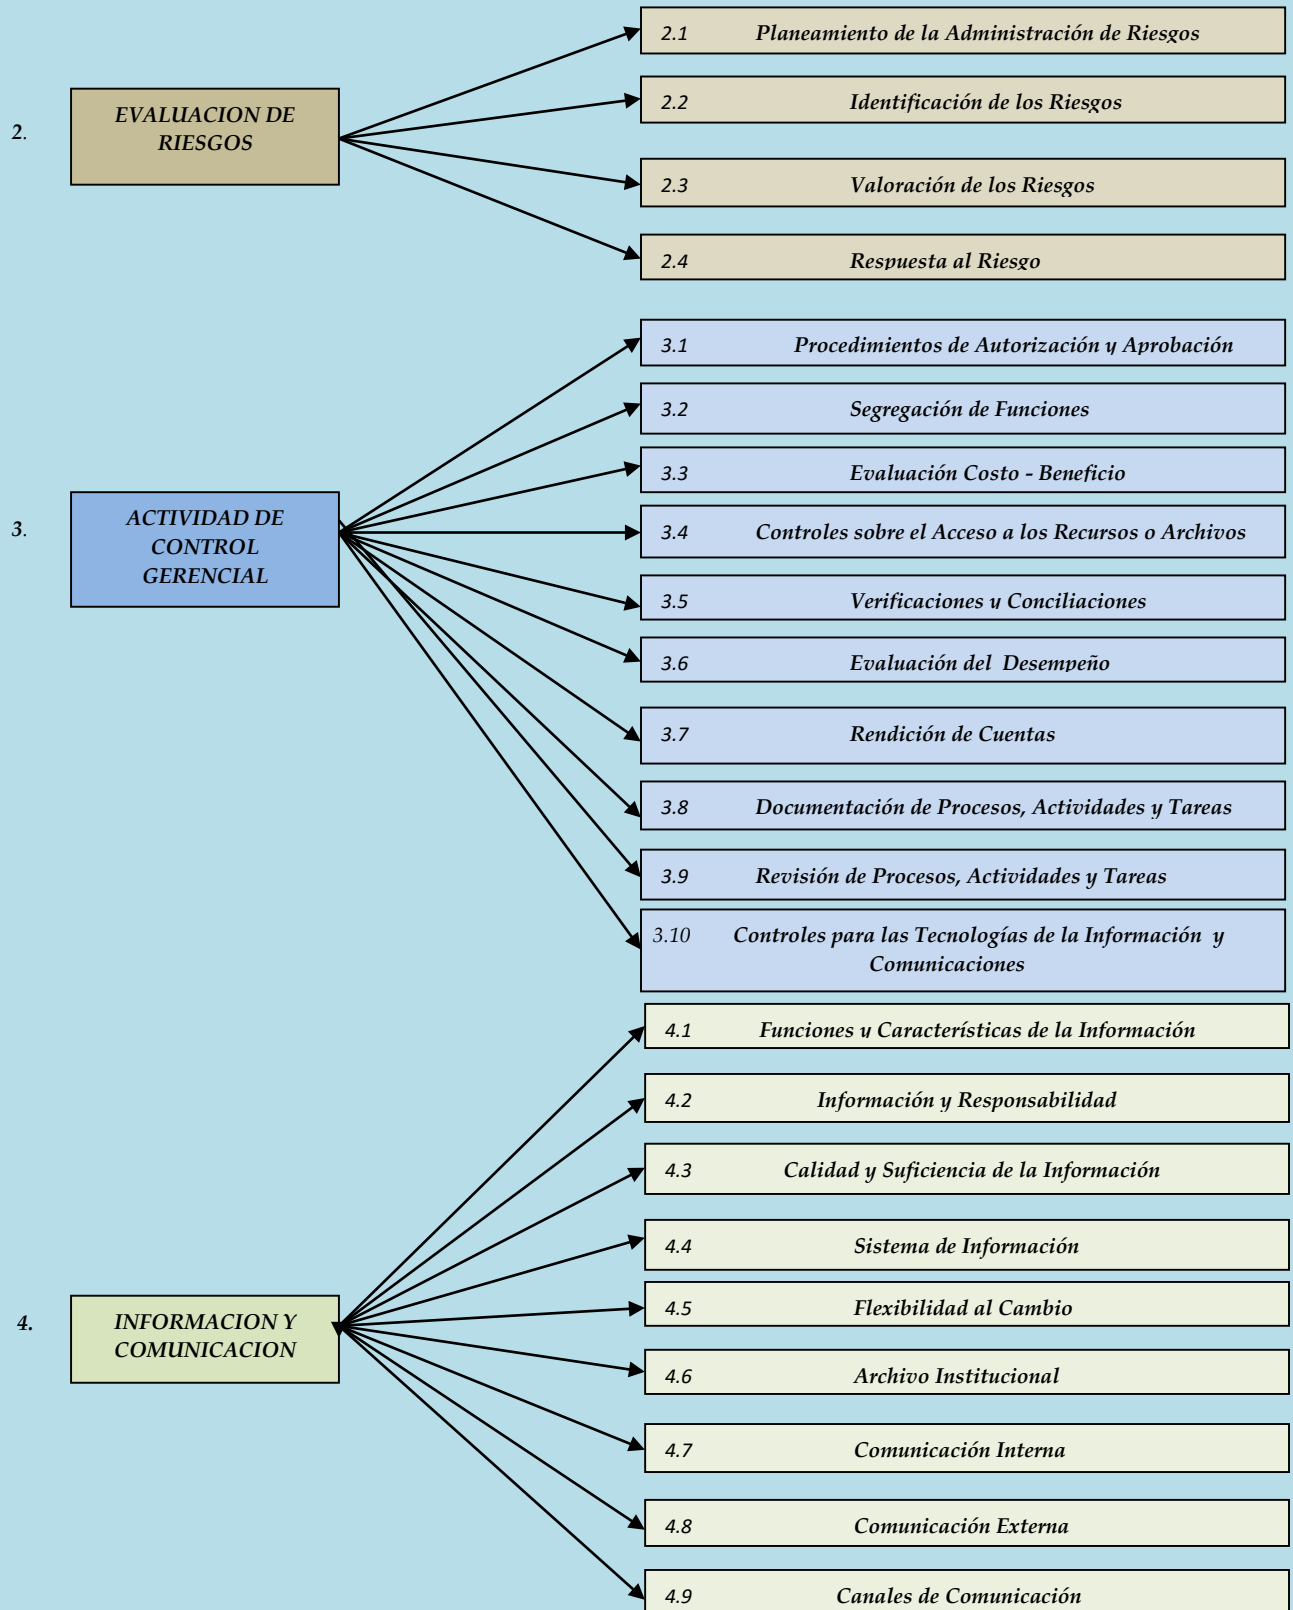 2.1 Planeamiento de la Administración de Riesgos
2.2 Identificación de los Riesgos
2. EVALUACION DE
RIESGOS
2.3 Valoración de los Riesgos
2.4 Respuesta al Riesgo
3.1 Procedimientos de Autorización y Aprobación
3.2 Segregación de Funciones
3.3 Evaluación Costo - Beneficio
3. ACTIVIDAD DE
CONTROL
GERENCIAL
3.4 Controles sobre el Acceso a los Recursos o Archivos
3.5 Verificaciones y Conciliaciones
3.6 Evaluación del Desempeño
3.7 Rendición de Cuentas
3.8 Documentación de Procesos, Actividades y Tareas
3.9 Revisión de Procesos, Actividades y Tareas
3.10 Controles para las Tecnologías de la Información y
Comunicaciones
4.1 Funciones y Característícas de la Información
4.2 Información y Responsabilidad
4.3 Calidad y Suficiencia de la Información
4.4 Sistema de Información
4.5 Flexibilidad al Cambio
4. INFORMACION Y
COMUNICACION
4.6 Archivo Institucional
4.7 Comunicación Interna
4.8 Comunicación Externa
4.9 Canales de Comunicación